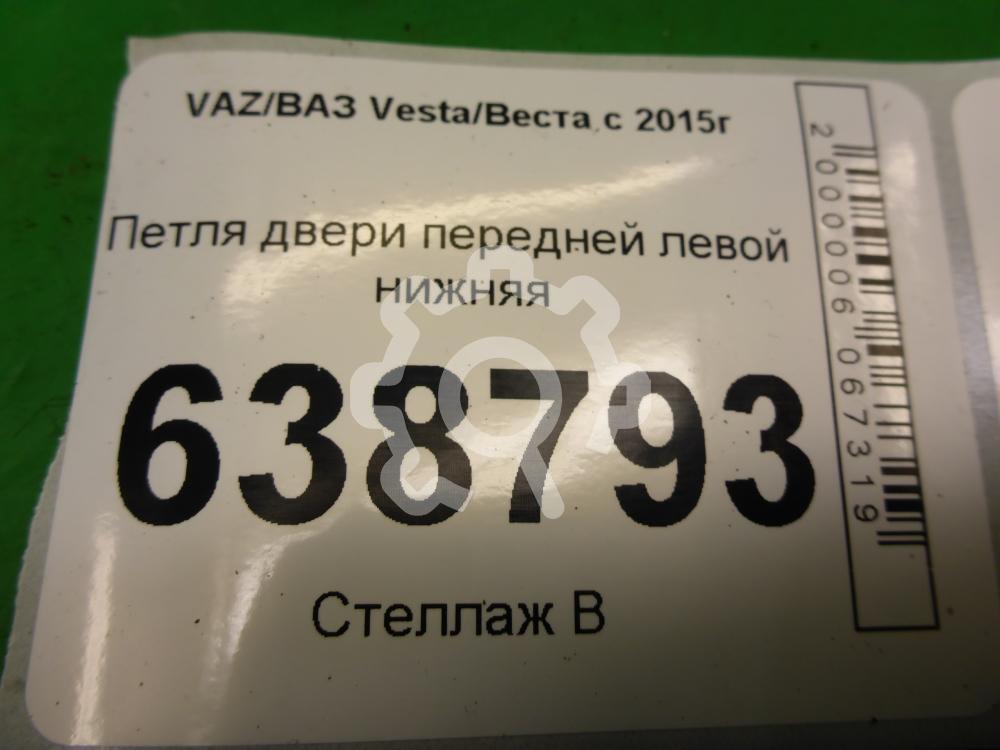 VAZ/ВАЗ Vesta/Веста с 2015г
Петля двери передней левой
нижняя
638793
Стеллаж В
2000006067319